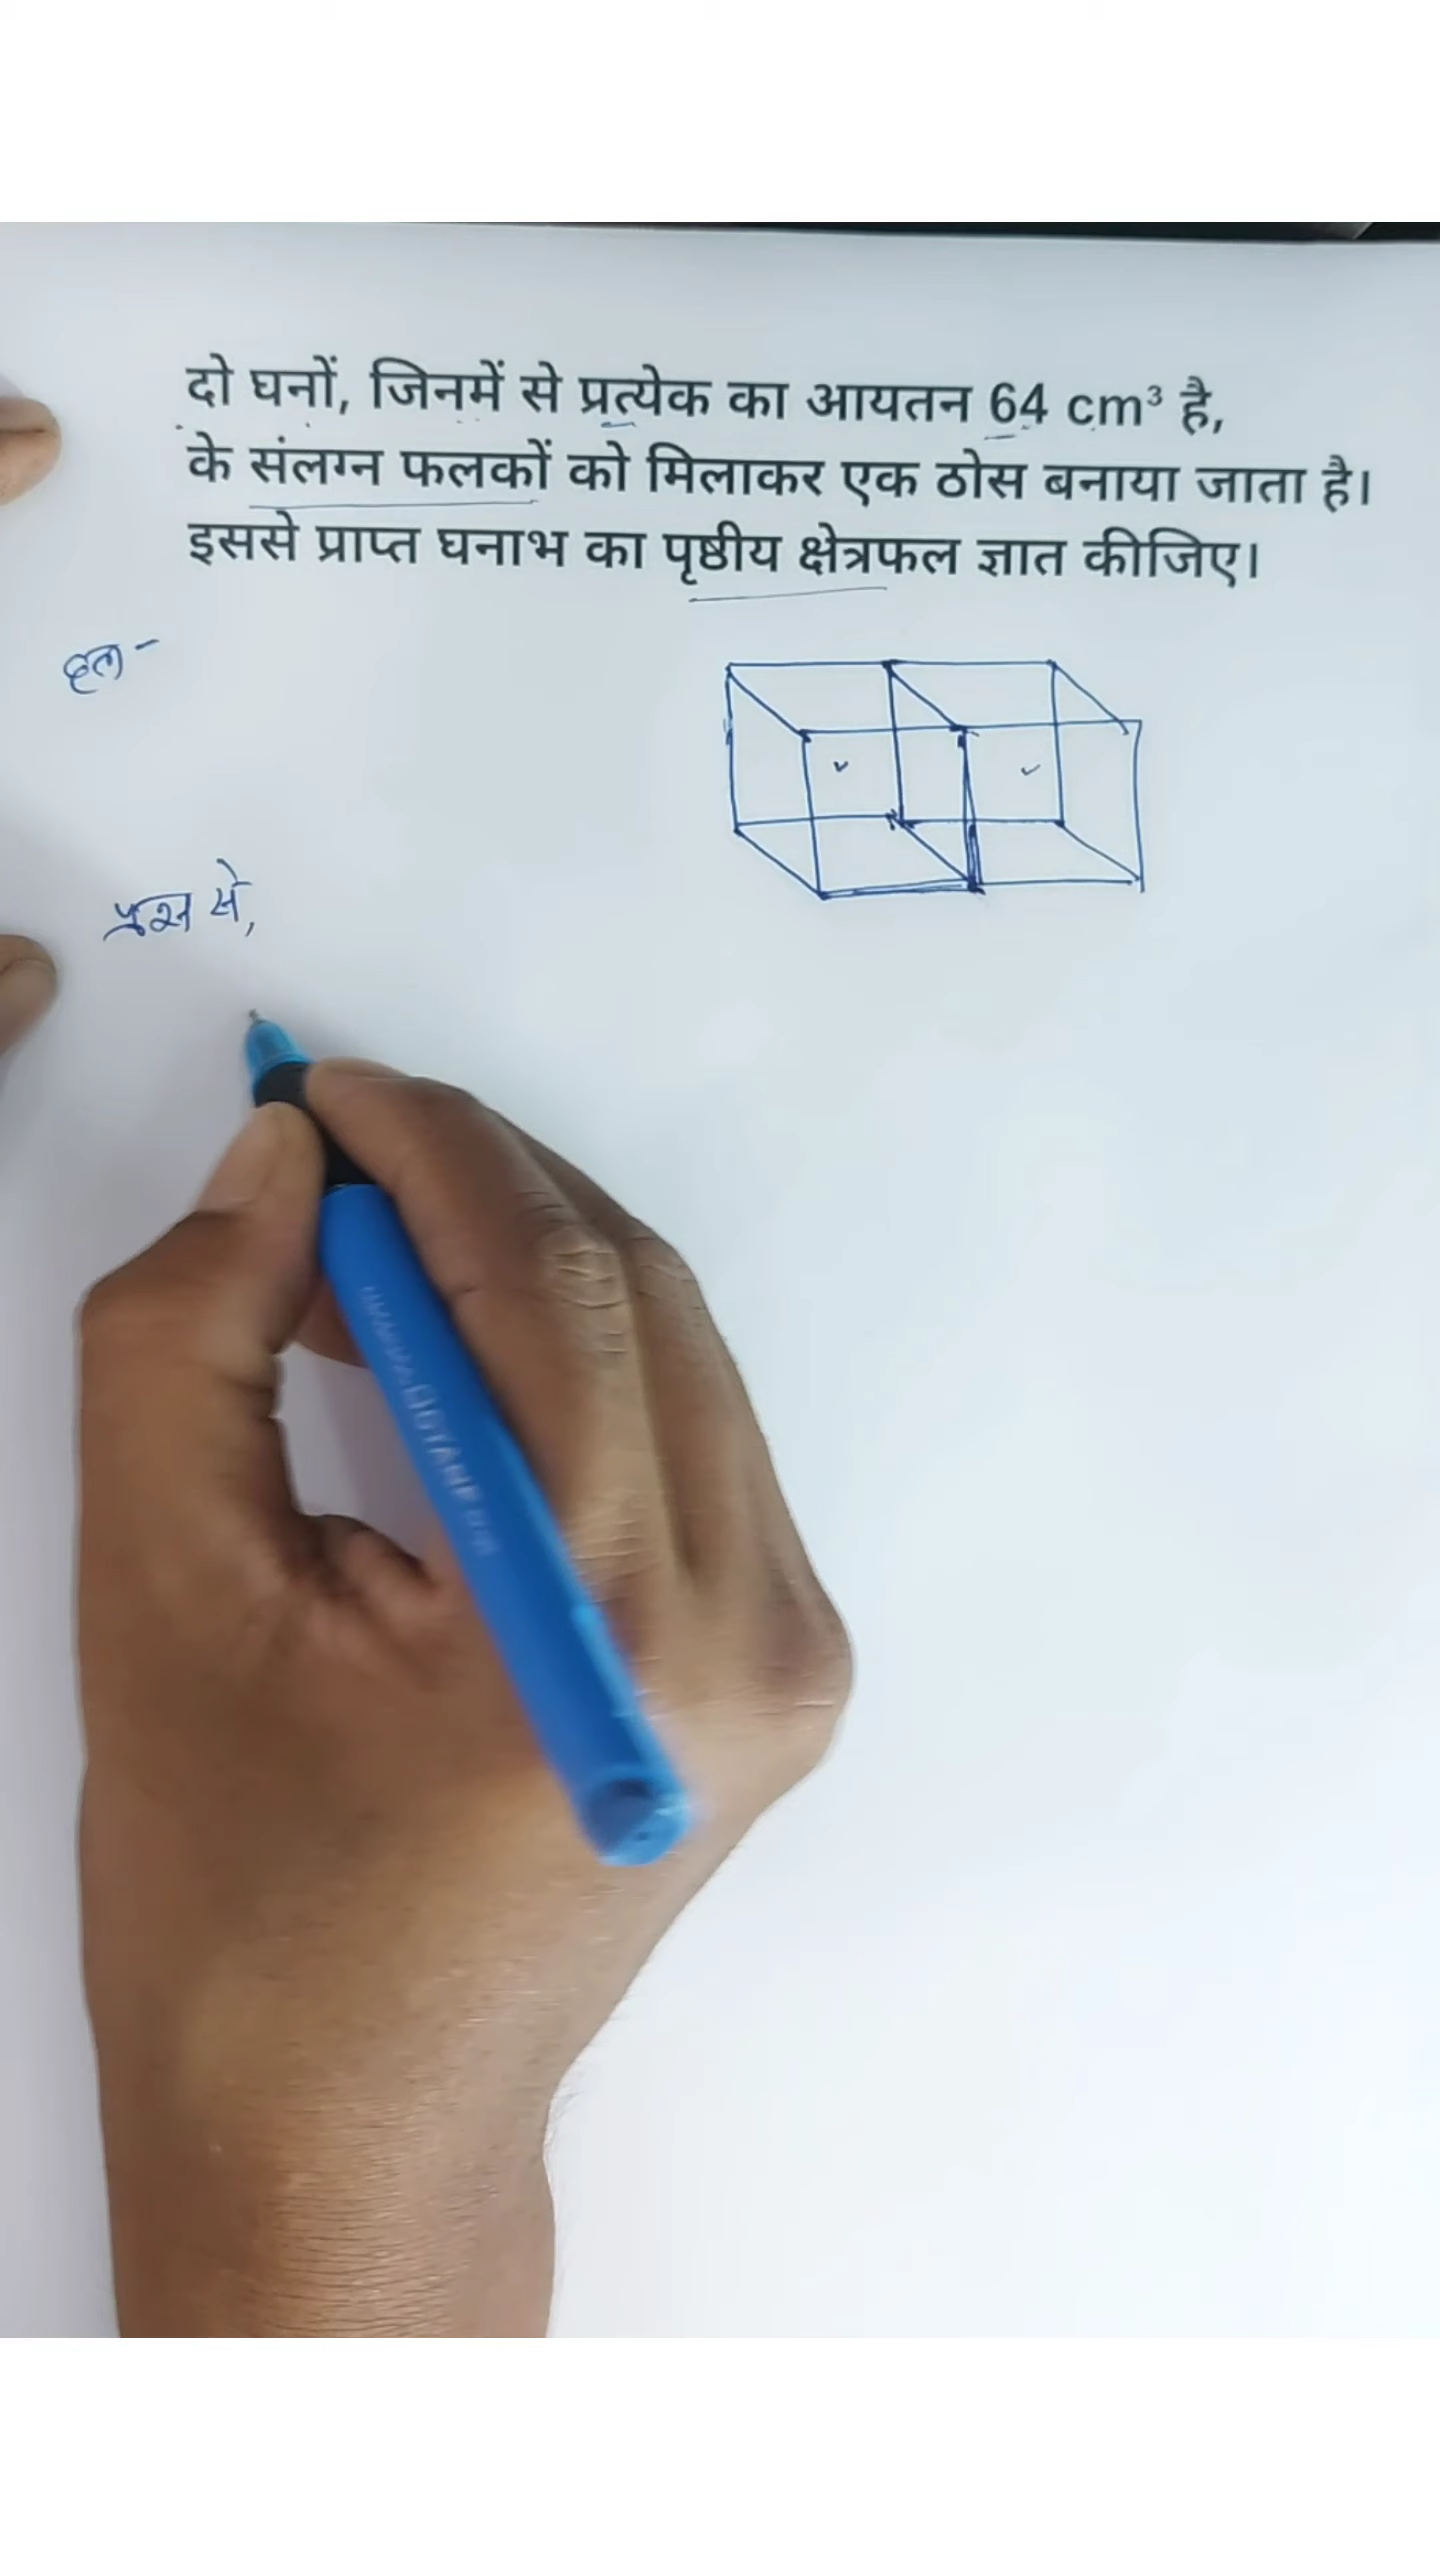 दो घनों, जिनमें से प्रत्येक का आयतन 64 cm³ है,
के संलग्न फलकों को मिलाकर एक ठोस बनाया जाता है।
इससे प्राप्त घनाभ का पृष्ठीय क्षेत्रफल ज्ञात कीजिए।
हल-
प्रश्न से,